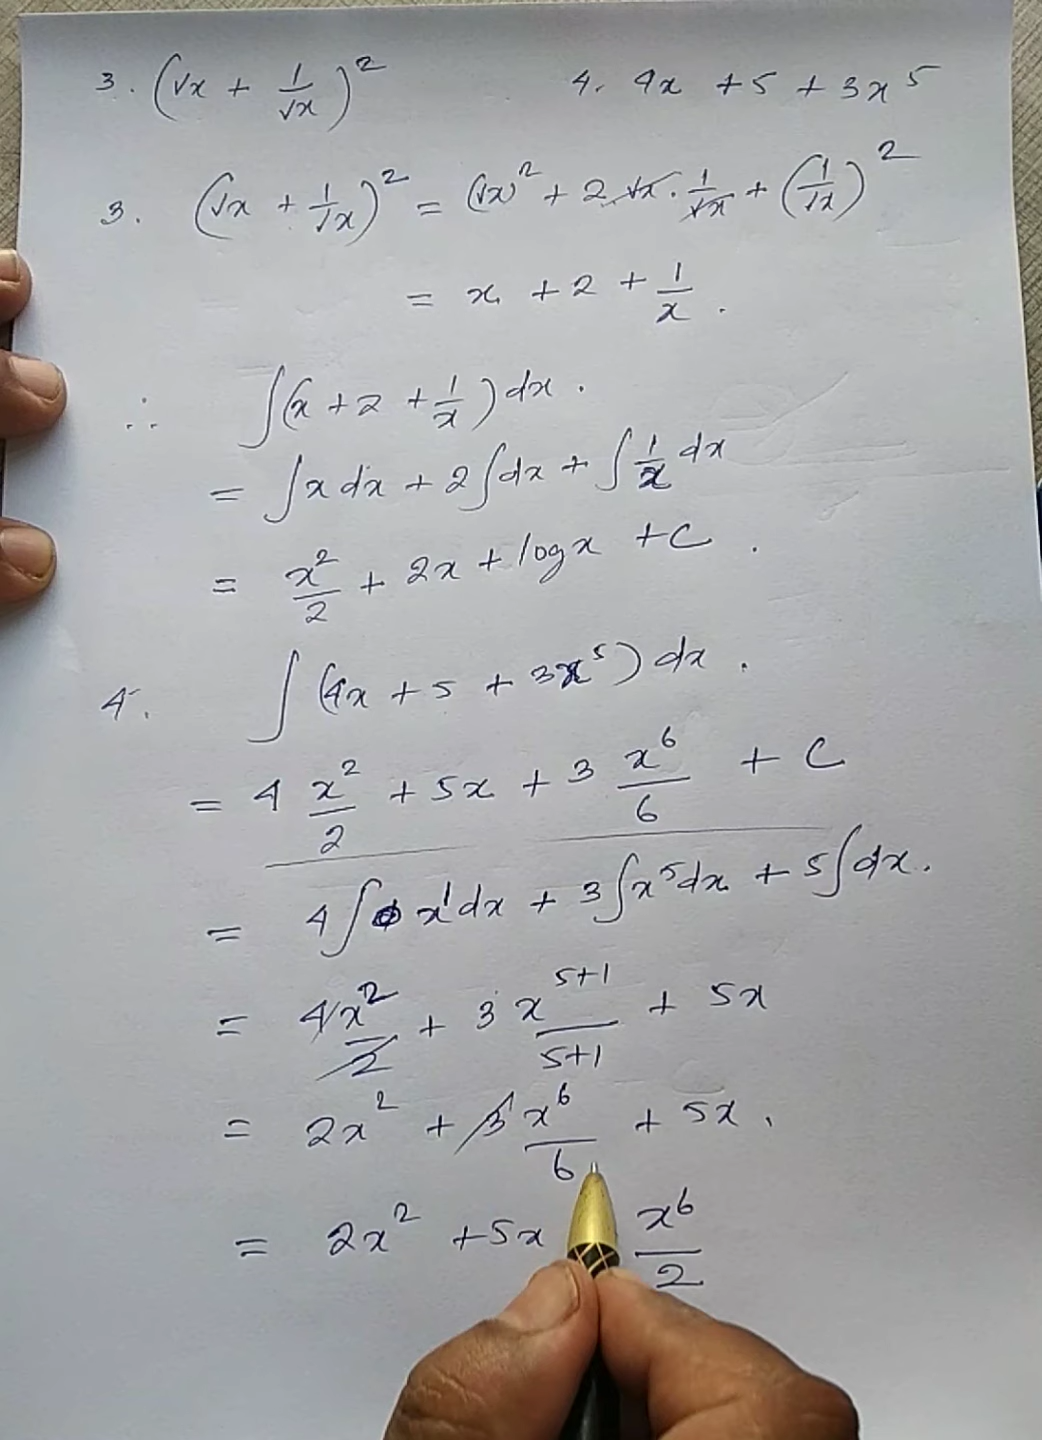 3. (√x + 1/√x)² 4. 4x + 5 + 3x⁵
3. (√x + 1/√x)² = (√x)² + 2 √x · 1/√x + (1/√x)²
= x + 2 + 1/x .
∴ ∫(x + 2 + 1/x) dx .
= ∫x dx + 2∫dx + ∫1/x dx
= x²/2 + 2x + log x + C .
4. ∫(4x + 5 + 3x⁵) dx .
= 4 x²/2 + 5x + 3 x⁶/6 + C
= 4∫x¹dx + 3∫x⁵dx + 5∫dx .
= 4x²/2 + 3 x⁵⁺¹/5+1 + 5x
= 2x² + 3 x⁶/6 + 5x .
= 2x² + 5x x⁶/2